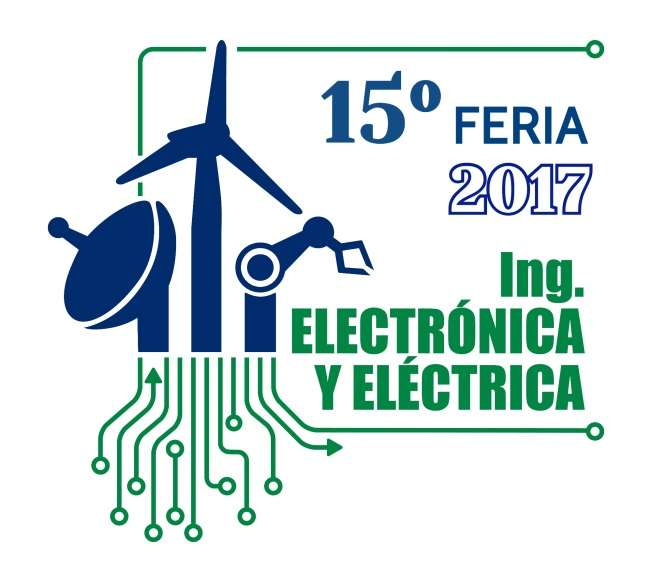 15º FERIA
2017
Ing.
ELECTRÓNICA
Y ELÉCTRICA